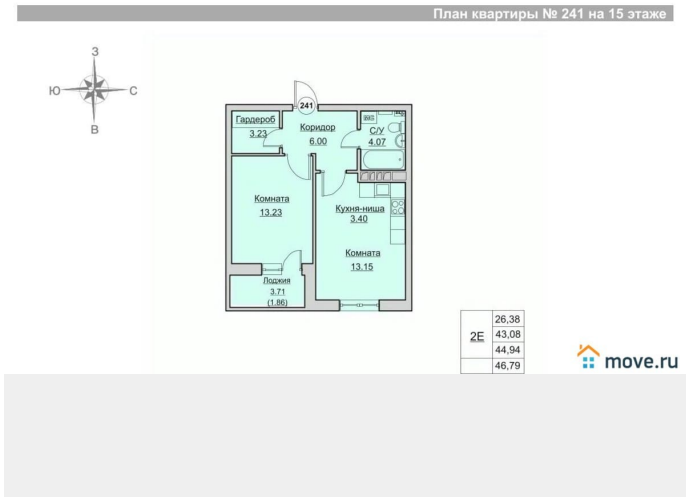 План квартиры № 241 на 15 этаже
З
Ю
С
В
241
Гардероб
3.23
Коридор
6.00
С/У
4.07
Комната
13.23
Кухня-ниша
3.40
Комната
13.15
Лоджия
3.71
(1.86)
2Е
26,38
43,08
44,94
46,79
move.ru